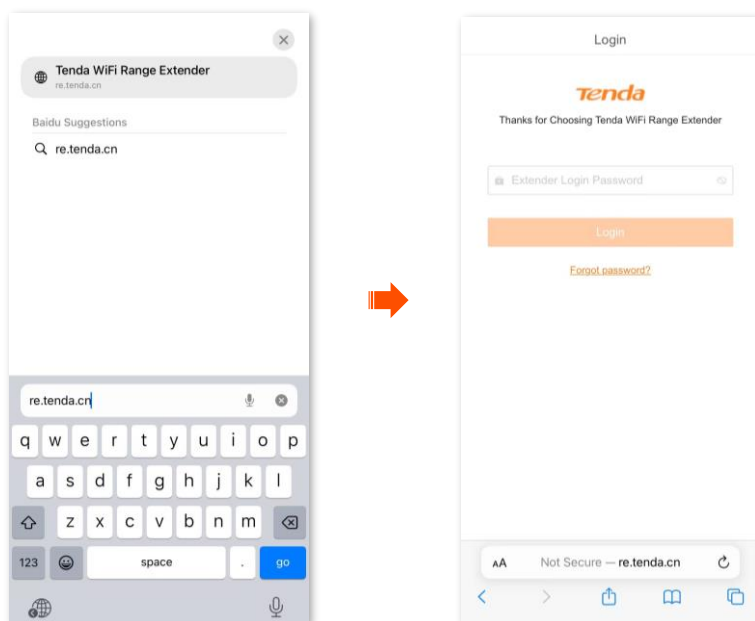 Tenda WiFi Range Extender
re.tenda.cn
Baidu Suggestions
re.tenda.cn
re.tenda.cn
q w e r t y u i o p
a s d f g h j k l
z x c v b n m
123 space . go
Login
Tenda
Thanks for Choosing Tenda WiFi Range Extender
Extender Login Password
Login
Forgot password?
AA Not Secure — re.tenda.cn